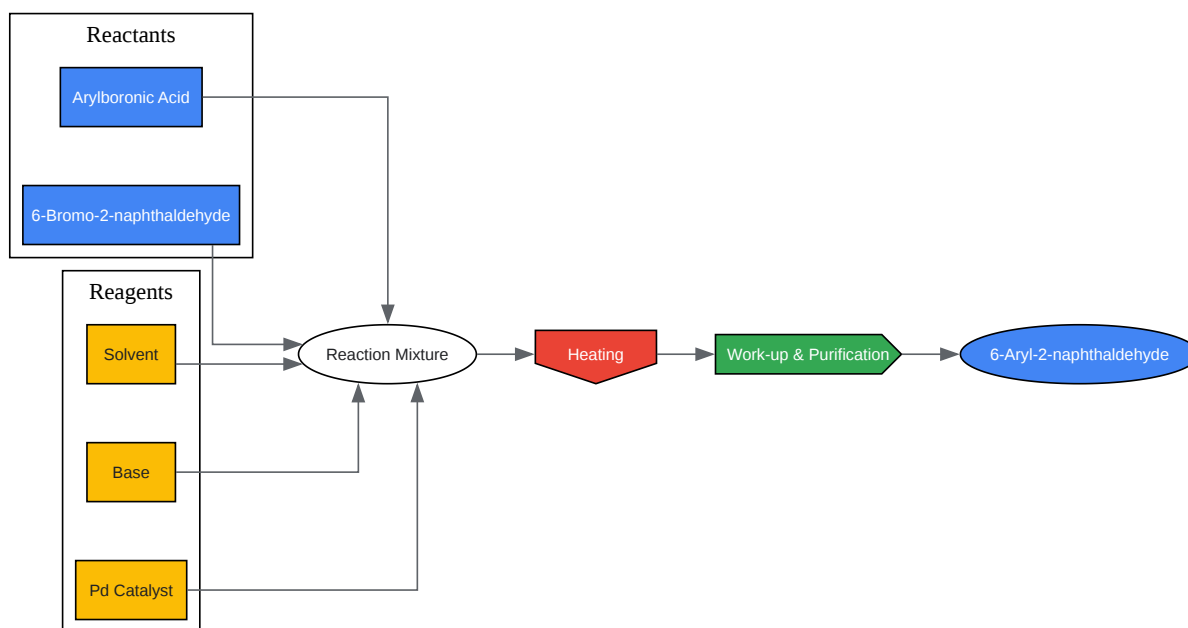 Reactants
Arylboronic Acid
6-Bromo-2-naphthaldehyde
Reagents
Solvent
Base
Pd Catalyst
Reaction Mixture
Heating
Work-up & Purification
6-Aryl-2-naphthaldehyde